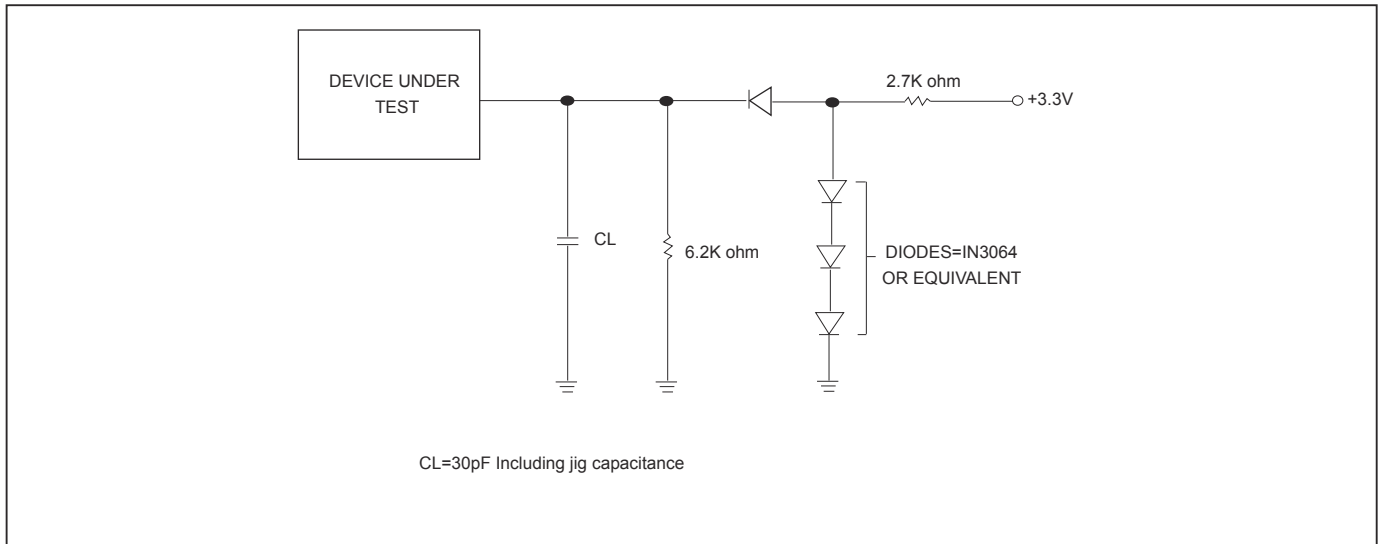 DEVICE UNDER
TEST
2.7K ohm
+3.3V
CL
6.2K ohm
DIODES=IN3064
OR EQUIVALENT
CL=30pF Including jig capacitance